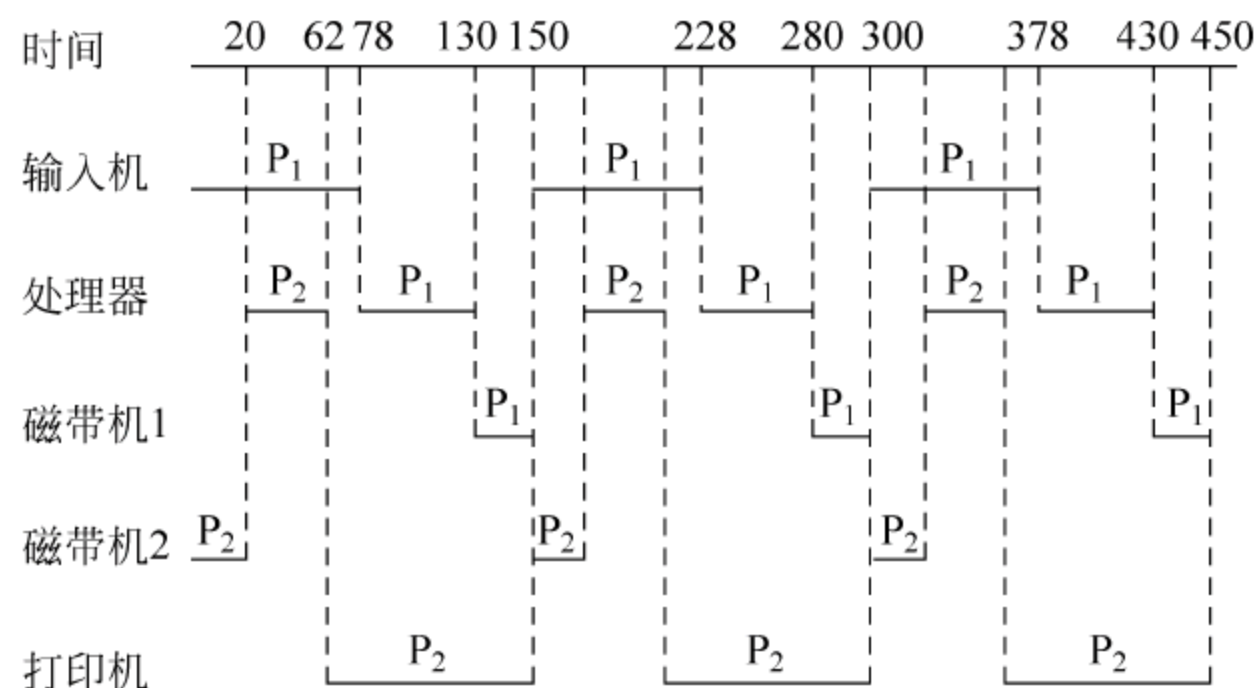 时间 20 62 78 130 150 228 280 300 378 430 450
输入机 P1 P1 P1
处理器 P2 P1 P2 P1 P2 P1
磁带机1 P1 P1 P1
磁带机2 P2 P2 P2
打印机 P2 P2 P2